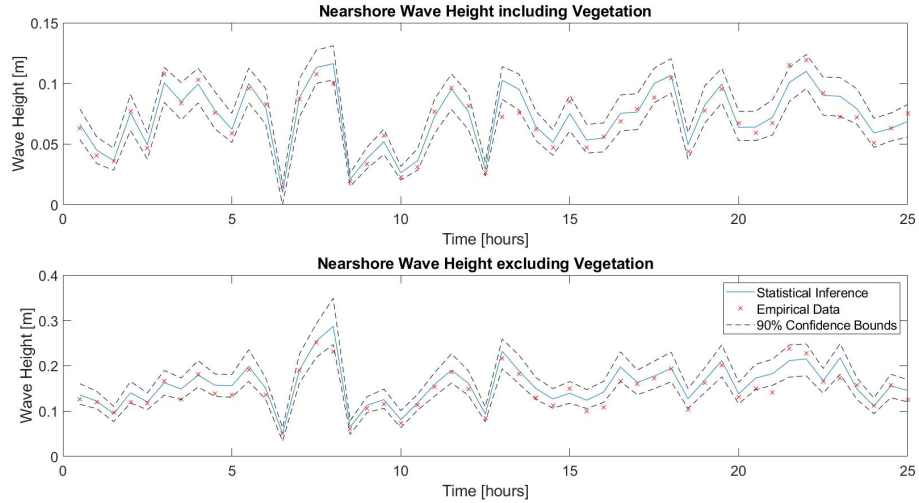 Nearshore Wave Height including Vegetation
0.15
0.1
0.05
0
Wave Height [m]
0 5 10 15 20 25
Time [hours]
Nearshore Wave Height excluding Vegetation
0.4
0.3
0.2
0.1
0
Wave Height [m]
Statistical Inference
Empirical Data
90% Confidence Bounds
0 5 10 15 20 25
Time [hours]